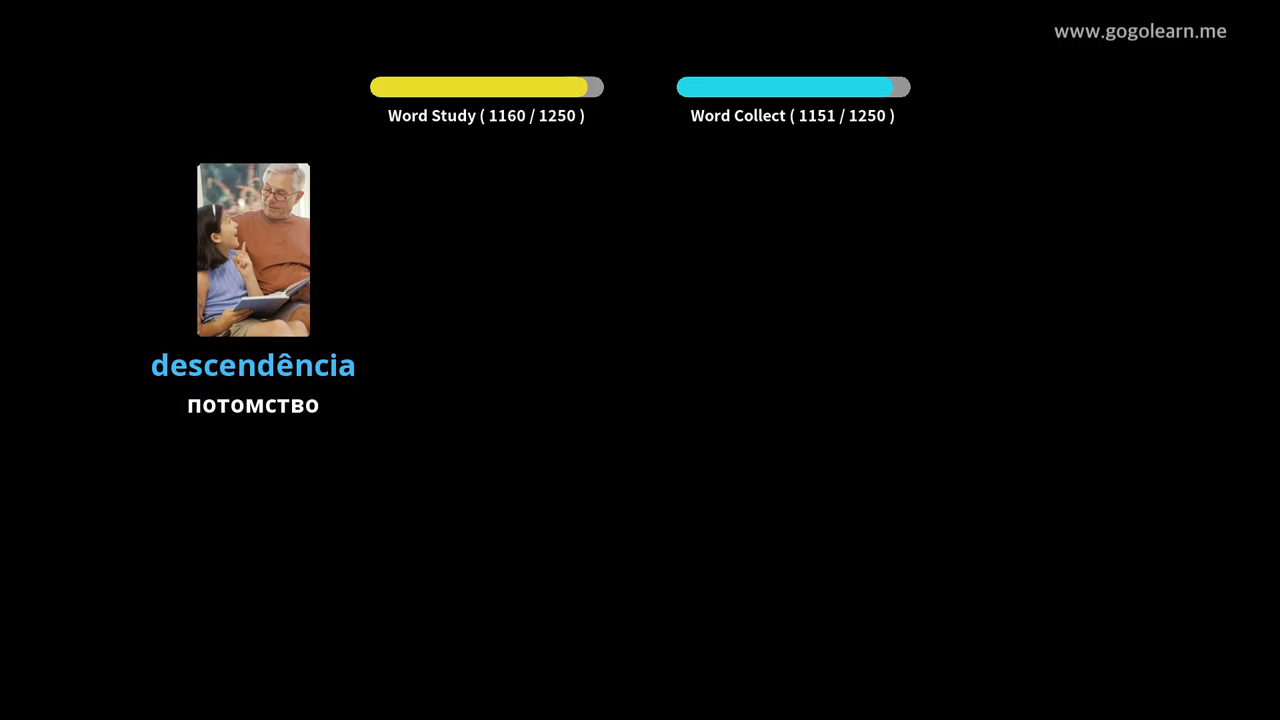 www.gogolearn.me
Word Study ( 1160 / 1250 )
Word Collect ( 1151 / 1250 )
descendência
потомство